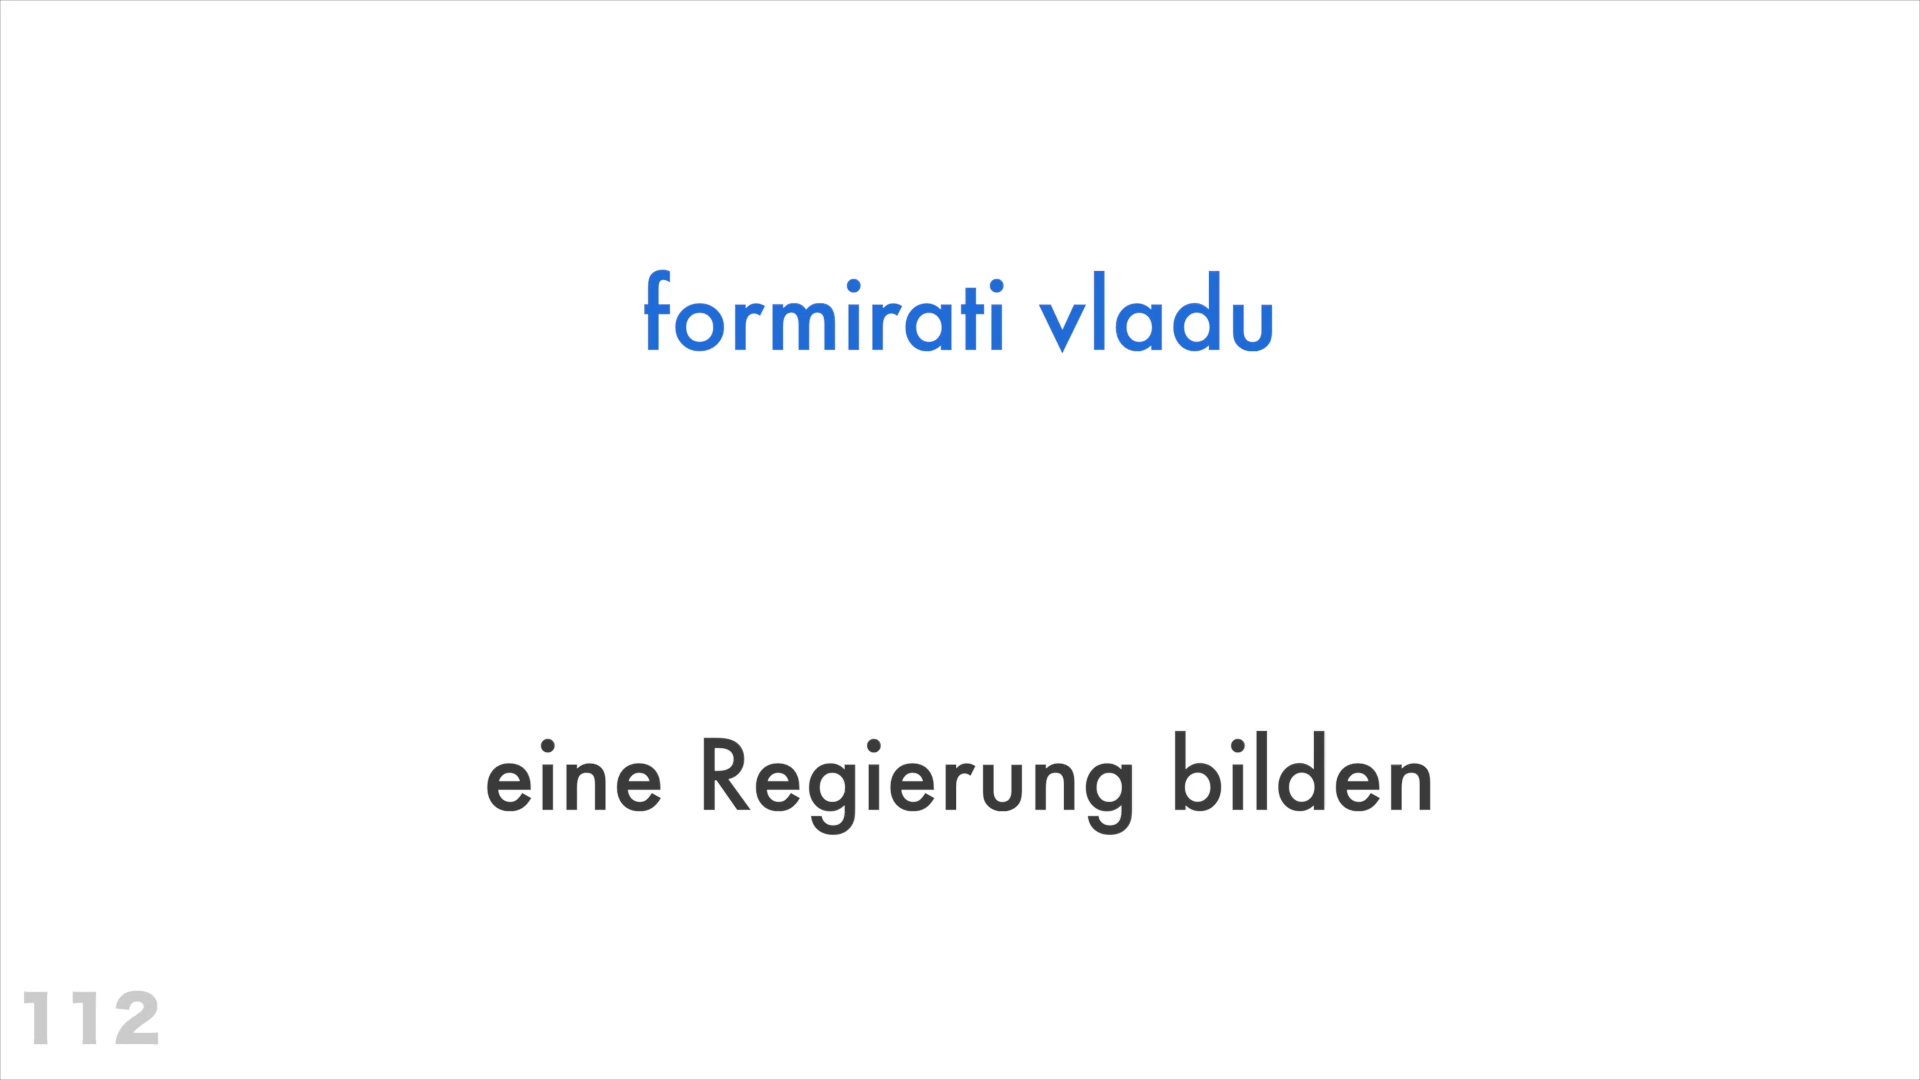 formirati vladu
eine Regierung bilden
112